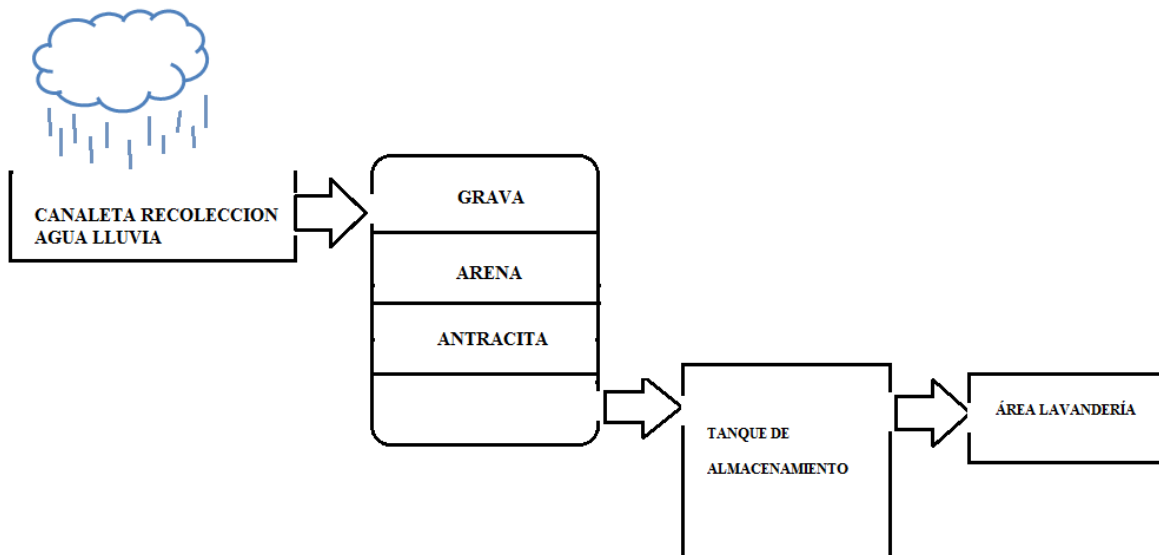 CANALETA RECOLECCION
AGUA LLUVIA
GRAVA
ARENA
ANTRACITA
TANQUE DE
ALMACENAMIENTO
ÁREA LAVANDERÍA